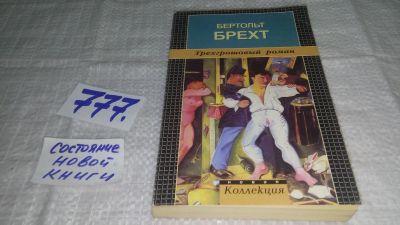 777.
СОСТОЯНИЕ
НОВОЙ
КНИГИ
БЕРТОЛЬТ
БРЕХТ
Трехгрошовый роман
Коллекция